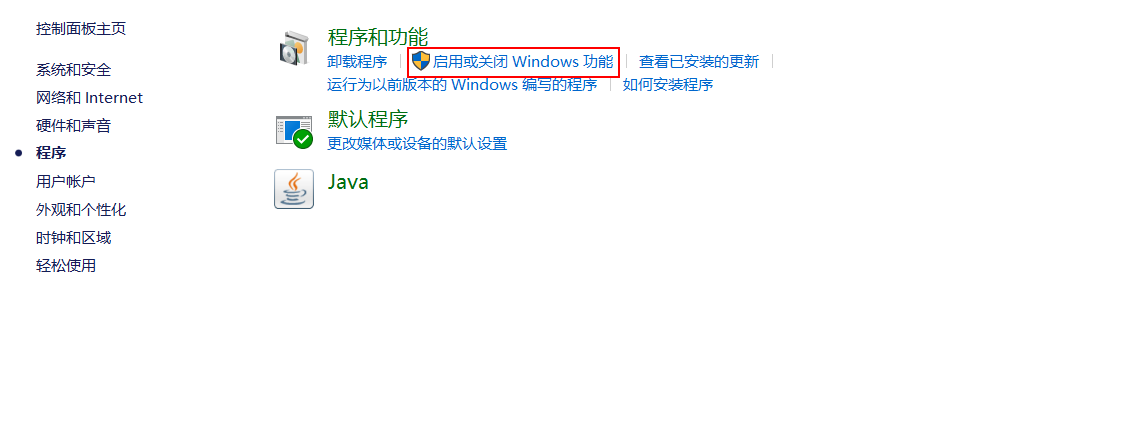 控制面板主页
系统和安全
网络和 Internet
硬件和声音
程序
用户帐户
外观和个性化
时钟和区域
轻松使用
程序和功能
卸载程序 启用或关闭 Windows 功能 查看已安装的更新
运行为以前版本的 Windows 编写的程序 如何安装程序
默认程序
更改媒体或设备的默认设置
Java